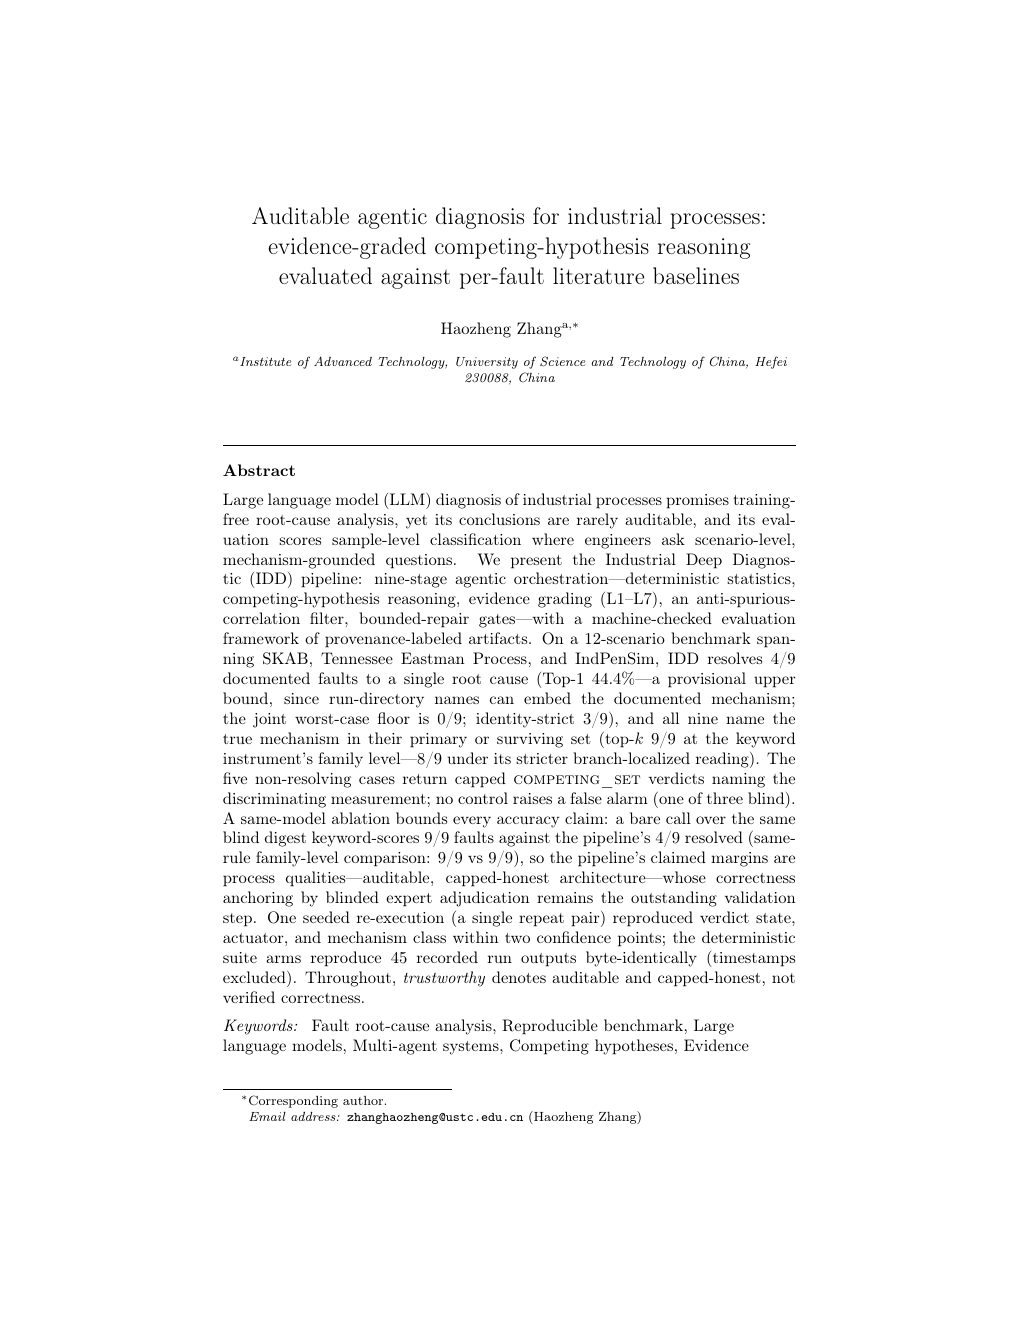 Auditable agentic diagnosis for industrial processes:
evidence-graded competing-hypothesis reasoning
evaluated against per-fault literature baselines
Haozheng Zhanga,∗
aInstitute of Advanced Technology, University of Science and Technology of China, Hefei
230088, China
Abstract
Large language model (LLM) diagnosis of industrial processes promises training-
free root-cause analysis, yet its conclusions are rarely auditable, and its eval-
uation scores sample-level classification where engineers ask scenario-level,
mechanism-grounded questions. We present the Industrial Deep Diagnos-
tic (IDD) pipeline: nine-stage agentic orchestration—deterministic statistics,
competing-hypothesis reasoning, evidence grading (L1–L7), an anti-spurious-
correlation filter, bounded-repair gates—with a machine-checked evaluation
framework of provenance-labeled artifacts. On a 12-scenario benchmark span-
ning SKAB, Tennessee Eastman Process, and IndPenSim, IDD resolves 4/9
documented faults to a single root cause (Top-1 44.4%—a provisional upper
bound, since run-directory names can embed the documented mechanism;
the joint worst-case floor is 0/9; identity-strict 3/9), and all nine name the
true mechanism in their primary or surviving set (top-k 9/9 at the keyword
instrument's family level—8/9 under its stricter branch-localized reading). The
five non-resolving cases return capped COMPETING_SET verdicts naming the
discriminating measurement; no control raises a false alarm (one of three blind).
A same-model ablation bounds every accuracy claim: a bare call over the same
blind digest keyword-scores 9/9 faults against the pipeline's 4/9 resolved (same-
rule family-level comparison: 9/9 vs 9/9), so the pipeline's claimed margins are
process qualities—auditable, capped-honest architecture—whose correctness
anchoring by blinded expert adjudication remains the outstanding validation
step. One seeded re-execution (a single repeat pair) reproduced verdict state,
actuator, and mechanism class within two confidence points; the deterministic
suite arms reproduce 45 recorded run outputs byte-identically (timestamps
excluded). Throughout, trustworthy denotes auditable and capped-honest, not
verified correctness.
Keywords: Fault root-cause analysis, Reproducible benchmark, Large
language models, Multi-agent systems, Competing hypotheses, Evidence
∗Corresponding author.
Email address: zhanghaozheng@ustc.edu.cn (Haozheng Zhang)